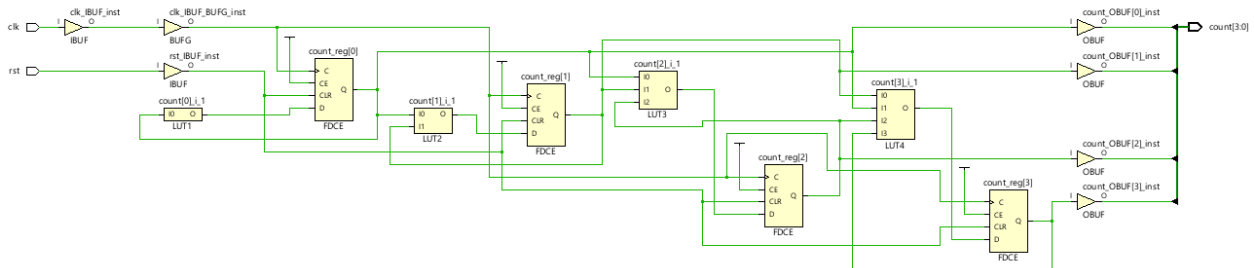 clk
I
clk_IBUF_inst
O
IBUF
I
clk_IBUF_BUFG_inst
O
BUFG
rst
I
rst_IBUF_inst
O
IBUF
count[0]_i_1
I0 O
LUT1
count_reg[0]
C
CE
CLR
D
Q
FDCE
count[1]_i_1
I0 O
I1
LUT2
count_reg[1]
C
CE
CLR
D
Q
FDCE
count[2]_i_1
I0
I1 O
I2
LUT3
count_reg[2]
C
CE
CLR
D
Q
FDCE
count[3]_i_1
I0
I1 O
I2
I3
LUT4
count_reg[3]
C
CE
CLR
D
Q
FDCE
count_OBUF[0]_inst
I O
OBUF
count_OBUF[1]_inst
I O
OBUF
count_OBUF[2]_inst
I O
OBUF
count_OBUF[3]_inst
I O
OBUF
count[3:0]